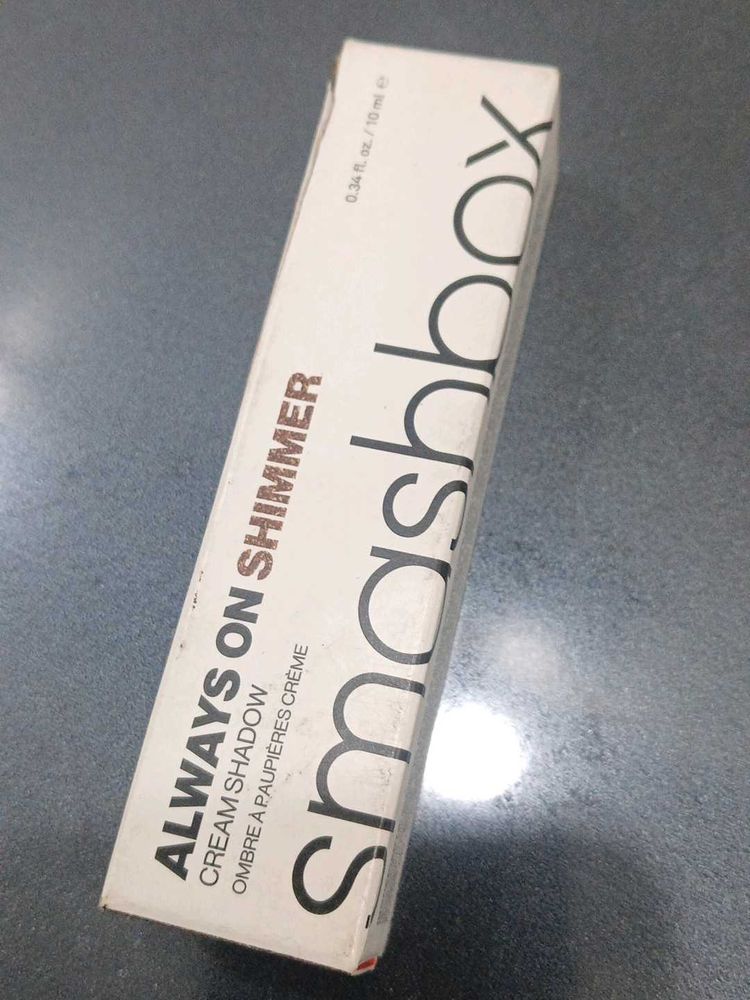 ALWAYS ON SHIMMER
CREAM SHADOW
OMBRE À PAUPIÈRES CRÈME
0.34 fl. oz. / 10 ml ℮
smashbox